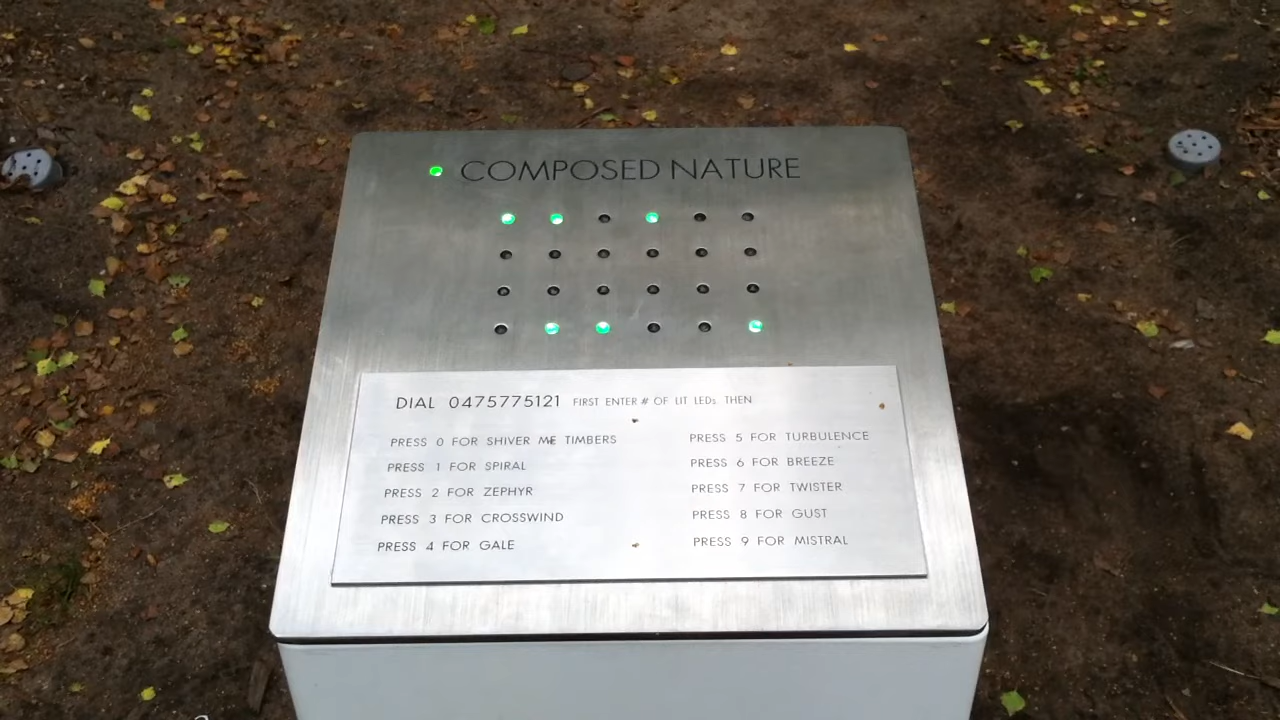 COMPOSED NATURE
DIAL 0475775121 FIRST ENTER # OF LIT LEDs THEN
PRESS 0 FOR SHIVER ME TIMBERS
PRESS 1 FOR SPIRAL
PRESS 2 FOR ZEPHYR
PRESS 3 FOR CROSSWIND
PRESS 4 FOR GALE
PRESS 5 FOR TURBULENCE
PRESS 6 FOR BREEZE
PRESS 7 FOR TWISTER
PRESS 8 FOR GUST
PRESS 9 FOR MISTRAL